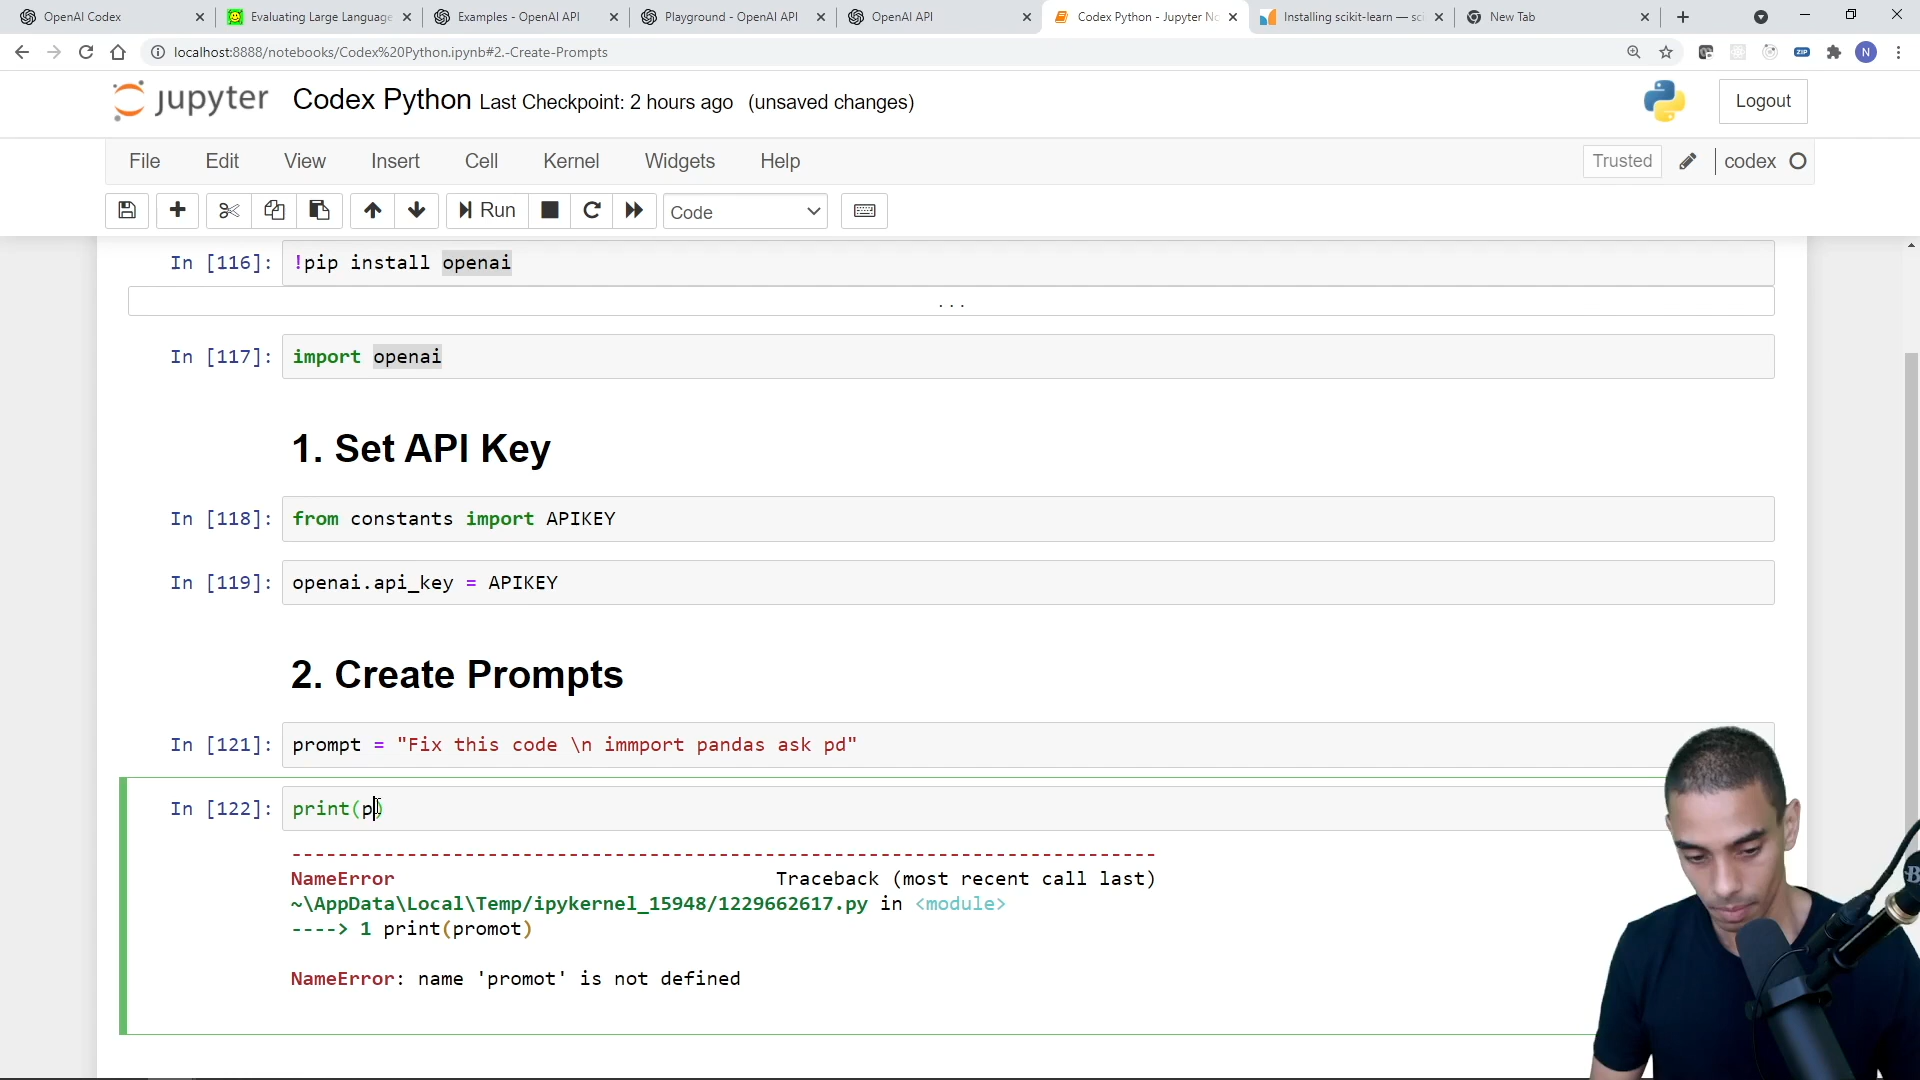 OpenAI Codex
Evaluating Large Language
Examples - OpenAI API
Playground - OpenAI API
OpenAI API
Codex Python - Jupyter No
Installing scikit-learn — sci
New Tab
localhost:8888/notebooks/Codex%20Python.ipynb#2.-Create-Prompts
ZIP
N
jupyter Codex Python Last Checkpoint: 2 hours ago (unsaved changes)
Logout
File Edit View Insert Cell Kernel Widgets Help Trusted codex
Run Code
In [116]: !pip install openai
...
In [117]: import openai
1. Set API Key
In [118]: from constants import APIKEY
In [119]: openai.api_key = APIKEY
2. Create Prompts
In [121]: prompt = "Fix this code \n immport pandas ask pd"
In [122]: print(p)
---------------------------------------------------------------------------
NameError Traceback (most recent call last)
~\AppData\Local\Temp/ipykernel_15948/1229662617.py in <module>
----> 1 print(promot)
NameError: name 'promot' is not defined